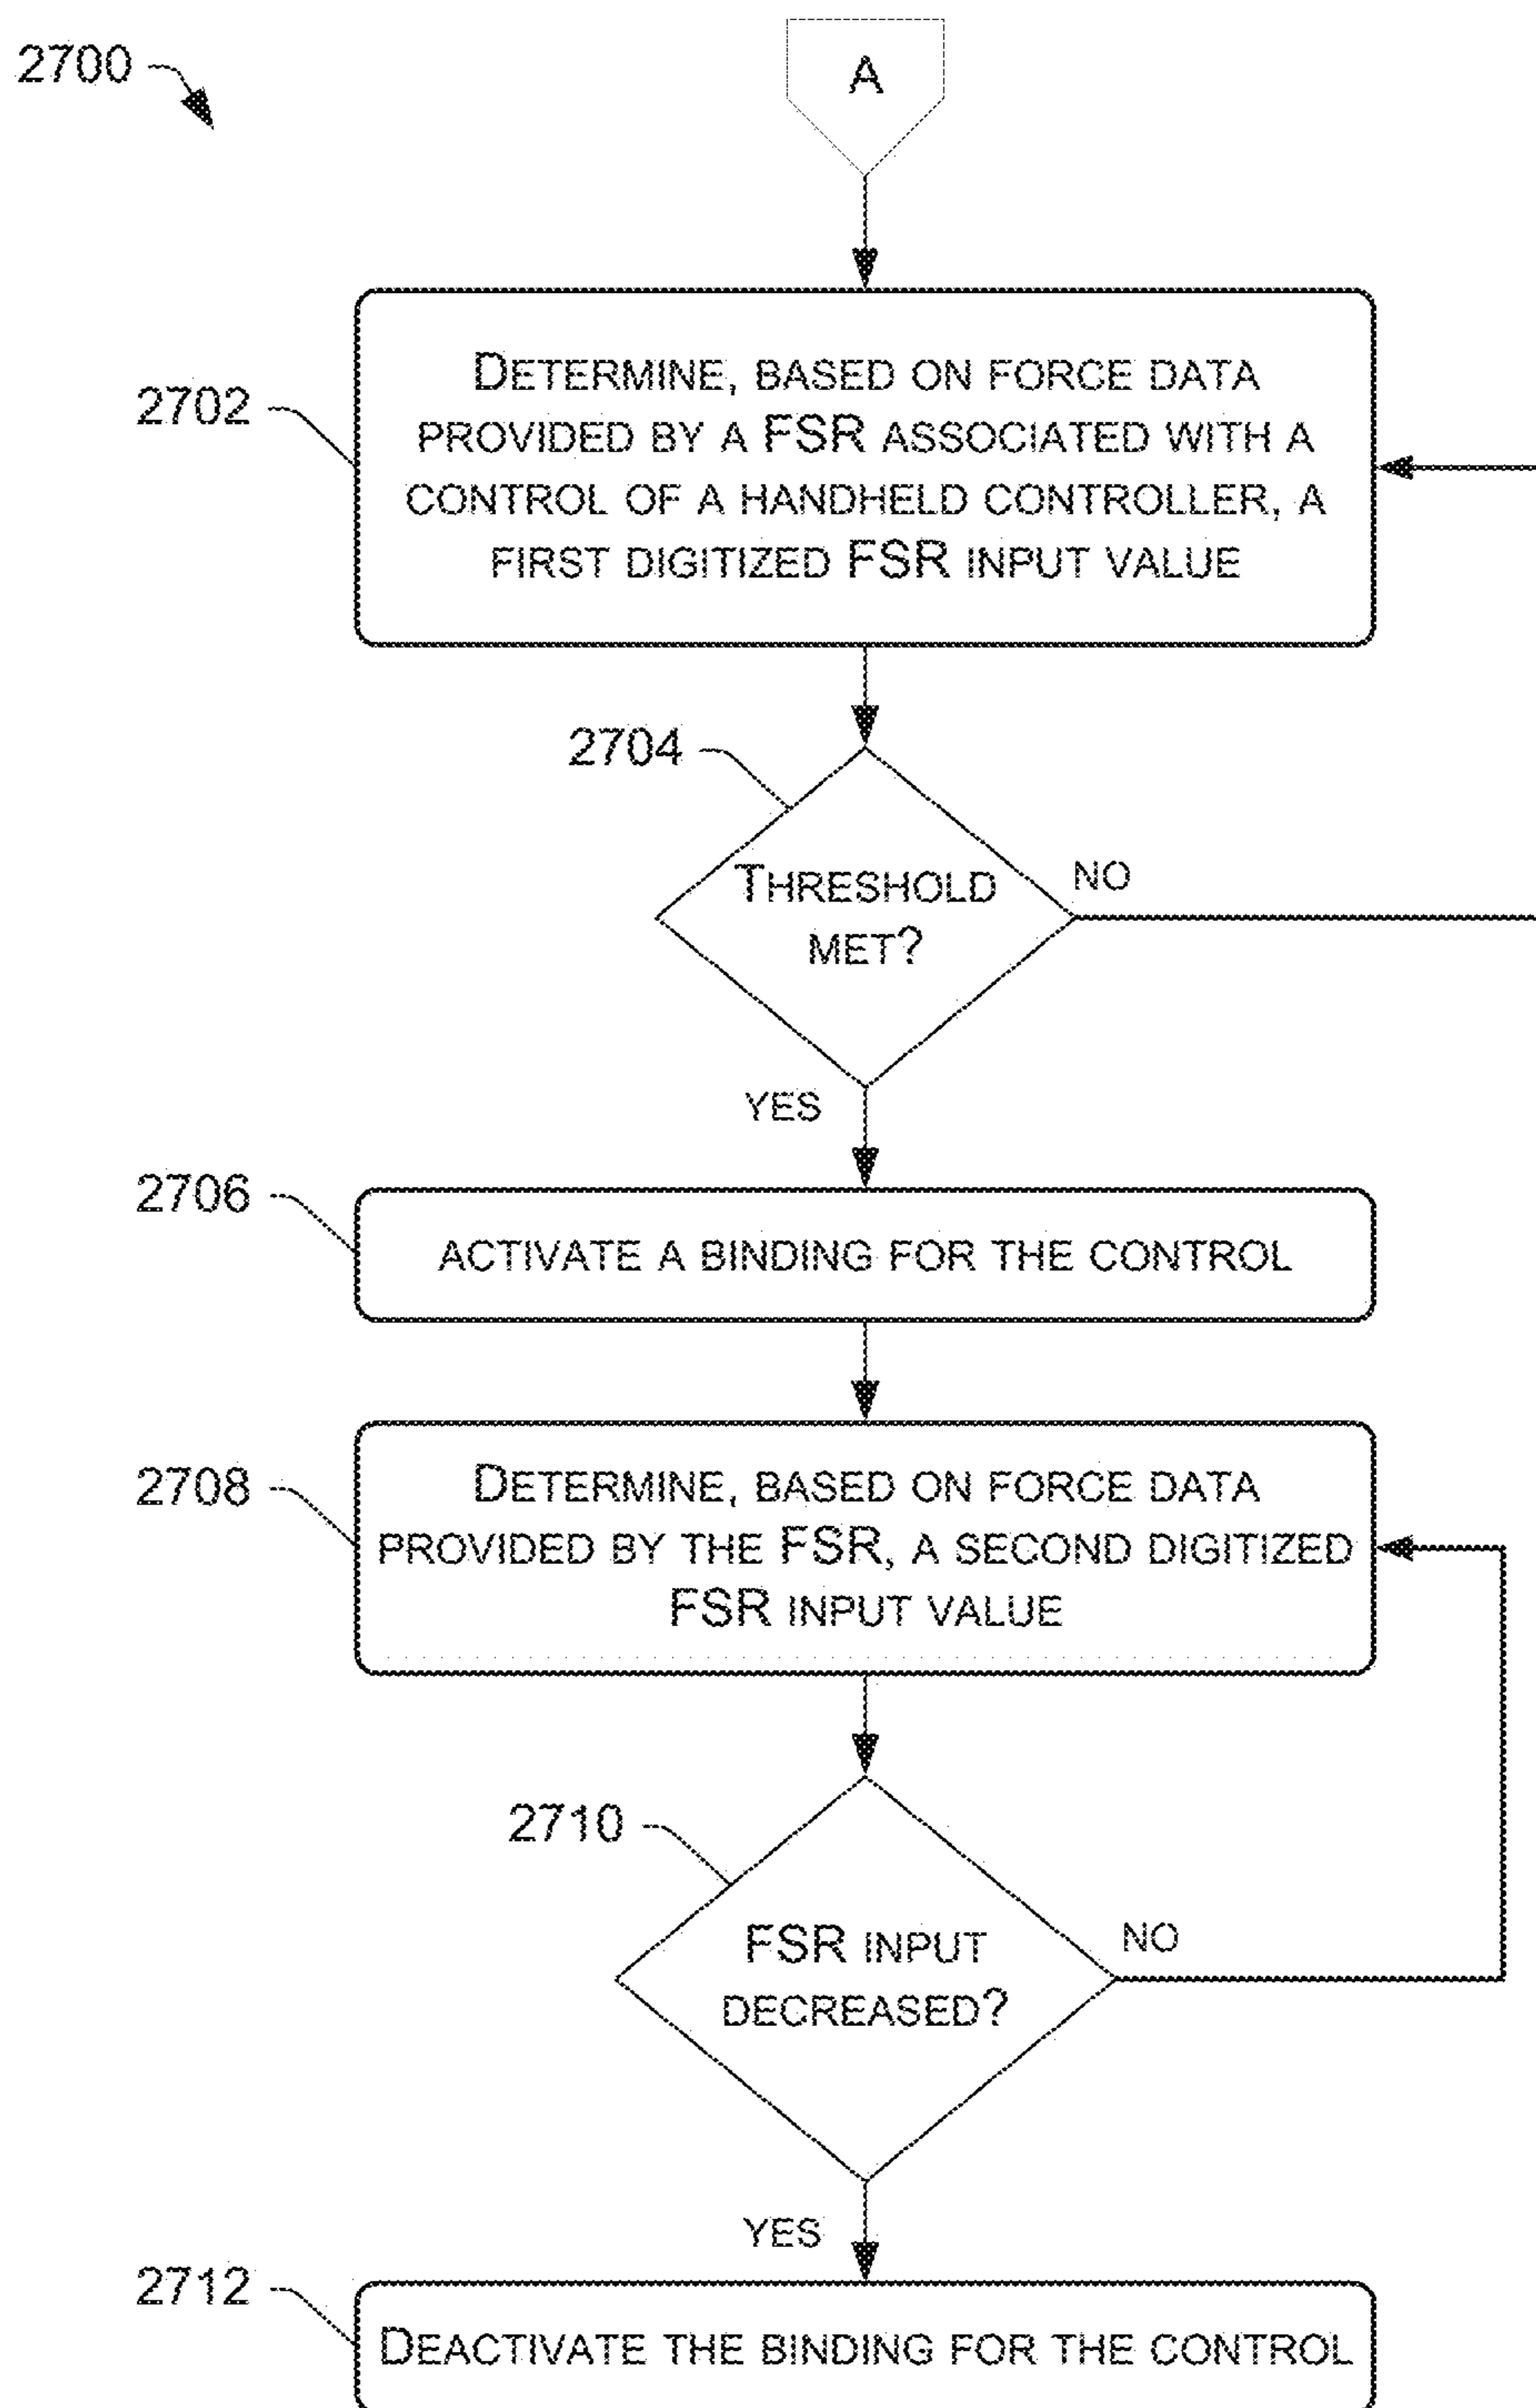 2700
A
2702
DETERMINE, BASED ON FORCE DATA
PROVIDED BY A FSR ASSOCIATED WITH A
CONTROL OF A HANDHELD CONTROLLER, A
FIRST DIGITIZED FSR INPUT VALUE
2704
THRESHOLD
MET?
NO
YES
2706
ACTIVATE A BINDING FOR THE CONTROL
2708
DETERMINE, BASED ON FORCE DATA
PROVIDED BY THE FSR, A SECOND DIGITIZED
FSR INPUT VALUE
2710
FSR INPUT
DECREASED?
NO
YES
2712
DEACTIVATE THE BINDING FOR THE CONTROL